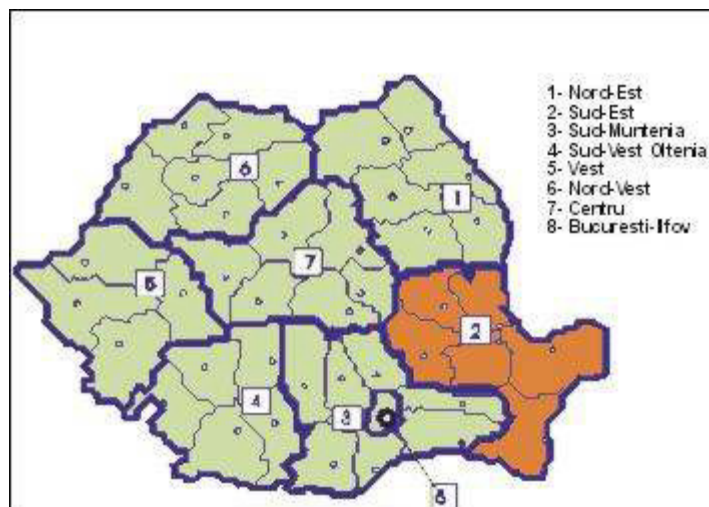 1- Nord-Est
2- Sud-Est
3- Sud-Muntenia
4- Sud-Vest Oltenia
5- Vest
6- Nord-Vest
7- Centru
8- Bucuresti-Ilfov
6
1
7
5
2
4
3
8